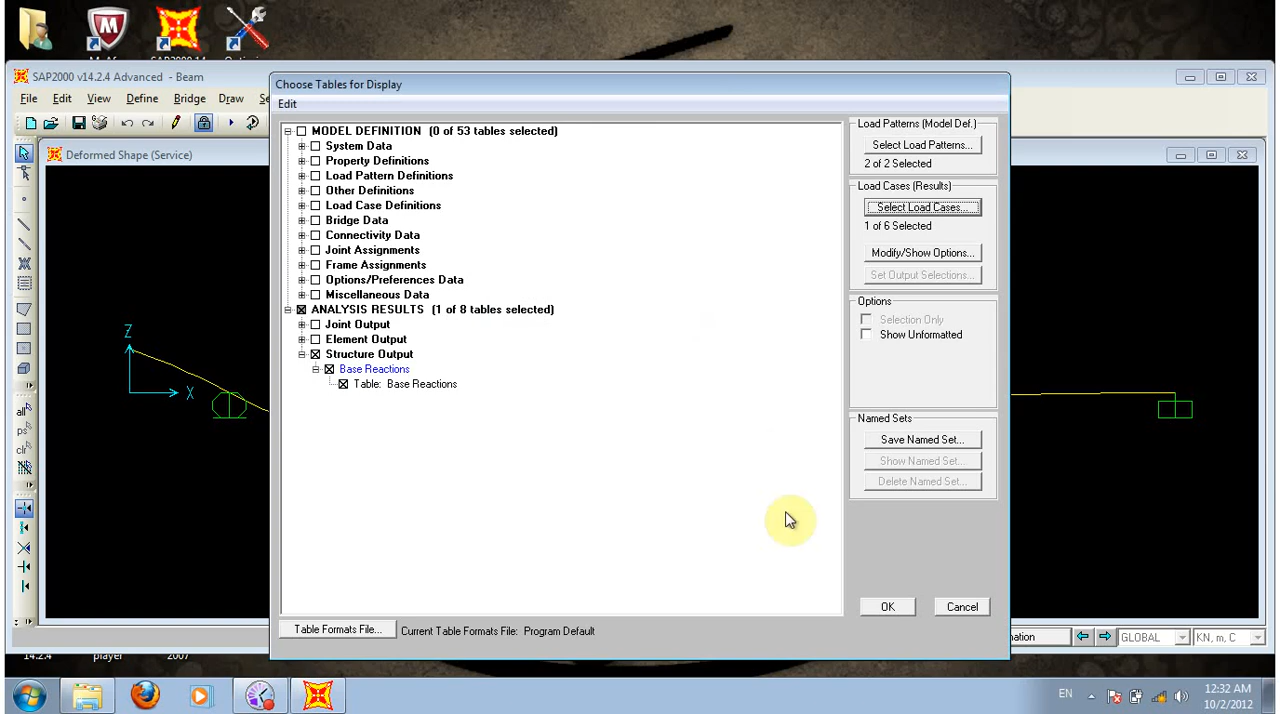 SAP2000 v14.2.4 Advanced - Beam
File Edit View Define Bridge Draw
Deformed Shape (Service)
Z
X
all
ps
clr
Choose Tables for Display
Edit
MODEL DEFINITION (0 of 53 tables selected)
System Data
Property Definitions
Load Pattern Definitions
Other Definitions
Load Case Definitions
Bridge Data
Connectivity Data
Joint Assignments
Frame Assignments
Options/Preferences Data
Miscellaneous Data
ANALYSIS RESULTS (1 of 8 tables selected)
Joint Output
Element Output
Structure Output
Base Reactions
Table: Base Reactions
Load Patterns (Model Def.)
Select Load Patterns...
2 of 2 Selected
Load Cases (Results)
Select Load Cases...
1 of 6 Selected
Modify/Show Options...
Set Output Selections...
Options
Selection Only
Show Unformatted
Named Sets
Save Named Set...
Show Named Set...
Delete Named Set...
OK Cancel
Table Formats File... Current Table Formats File: Program Default
GLOBAL KN, m, C
14.2.4 player 2007
EN
12:32 AM
10/2/2012